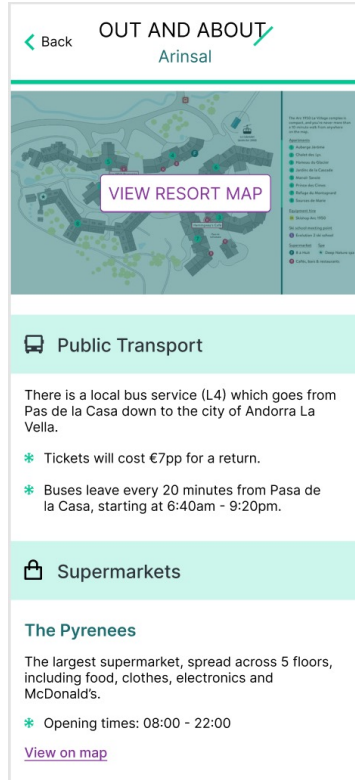 Back
OUT AND ABOUT
Arinsal
VIEW RESORT MAP
Public Transport
There is a local bus service (L4) which goes from
Pas de la Casa down to the city of Andorra La
Vella.
* Tickets will cost €7pp for a return.
* Buses leave every 20 minutes from Pasa de
la Casa, starting at 6:40am - 9:20pm.
Supermarkets
The Pyrenees
The largest supermarket, spread across 5 floors,
including food, clothes, electronics and
McDonald's.
* Opening times: 08:00 - 22:00
View on map